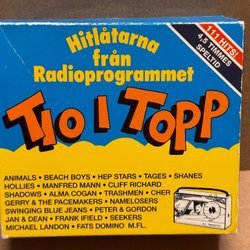 Hitlåtarna
från
Radioprogrammet
111 HITS!
4,5 TIMMES
SPELTID
TIO I TOPP
ANIMALS • BEACH BOYS • HEP STARS • TAGES • SHANES
HOLLIES • MANFRED MANN • CLIFF RICHARD
SHADOWS • ALMA COGAN • TRASHMEN • CHER
GERRY & THE PACEMAKERS • NAMELOSERS
SWINGING BLUE JEANS • PETER & GORDON
JAN & DEAN • FRANK IFIELD • SEEKERS
MICHAEL LANDON • FATS DOMINO M.FL.